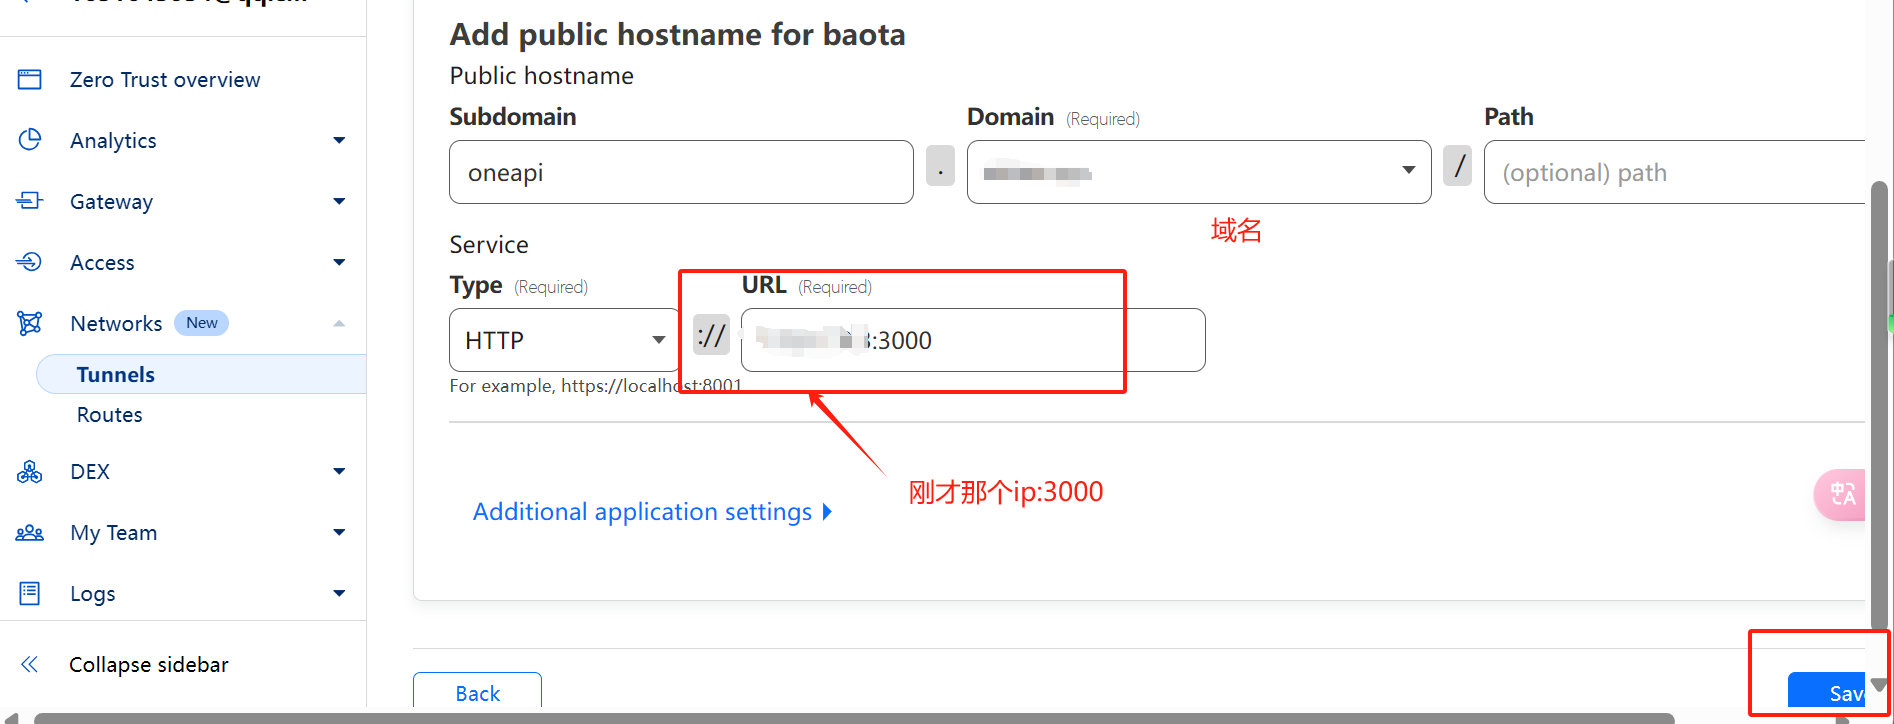 Add public hostname for baota
Public hostname
Subdomain
Domain (Required)
Path
oneapi
.
/
(optional) path
域名
Service
Type (Required)
URL (Required)
HTTP
://
:3000
For example, https://localhost:8001
刚才那个ip:3000
Additional application settings
Back
Zero Trust overview
Analytics
Gateway
Access
Networks New
Tunnels
Routes
DEX
My Team
Logs
Collapse sidebar